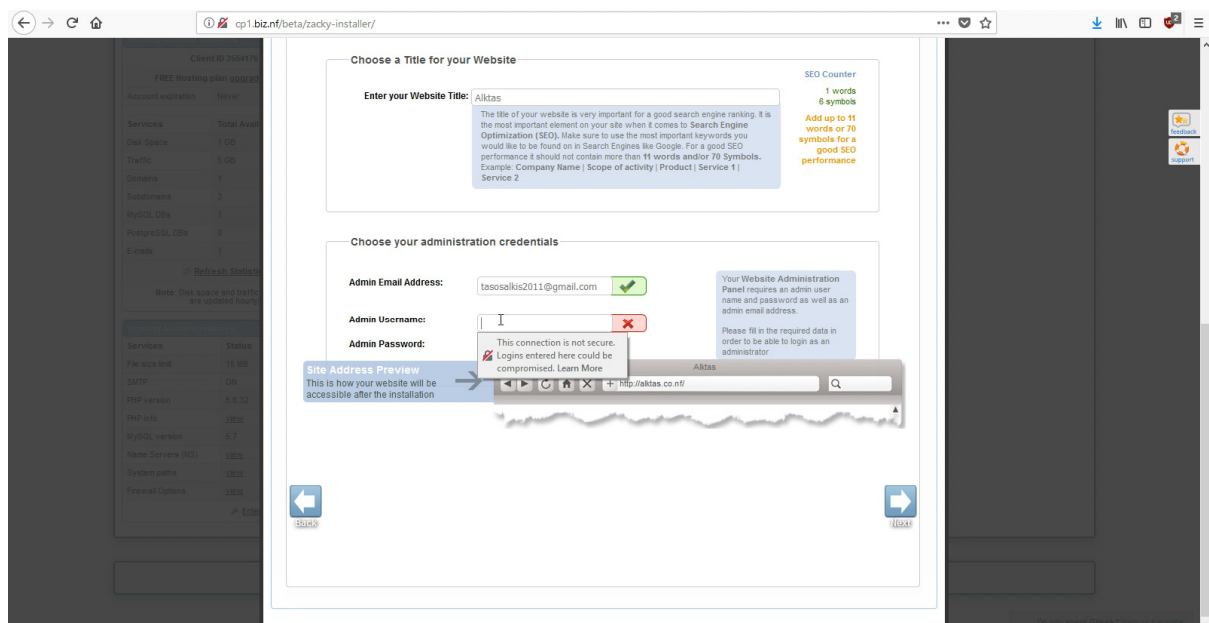 cp1.biz.nf/beta/zacky-installer/
Client ID 2554175
FREE Hosting plan
Account expiration Never
Services Total Avail
Disk Space 1 GB
Traffic 5 GB
Domains 1
Subdomains
MySQL DBs 1
PostgreSQL DBs 0
E-mails 1
Refresh Statisti
Note: Disk space and traffic
are updated hourly
Services Status
File size limit
SMTP ON
PHP version
PHP info view
MySQL version 5.7
Name Servers (NS) view
System paths view
Firewall Options view
Choose a Title for your Website
Enter your Website Title: Alktas
The title of your website is very important for a good search engine ranking. It is
the most important element on your site when it comes to Search Engine
Optimization (SEO). Make sure to use the most important keywords you
would like to be found on in Search Engines like Google. For a good SEO
performance it should not contain more than 11 words and/or 70 Symbols.
Example: Company Name | Scope of activity | Product | Service 1 |
Service 2
SEO Counter
1 words
6 symbols
Add up to 11
words or 70
symbols for a
good SEO
performance
feedback
support
Choose your administration credentials
Admin Email Address: tasosalkis2011@gmail.com
Admin Username:
Admin Password:
This connection is not secure.
Logins entered here could be
compromised. Learn More
Your Website Administration
Panel requires an admin user
name and password as well as an
admin email address.
Please fill in the required data in
order to be able to login as an
administrator
Site Address Preview
This is how your website will be
accessible after the installation
Alktas
http://alktas.co.nf/
Back
Next